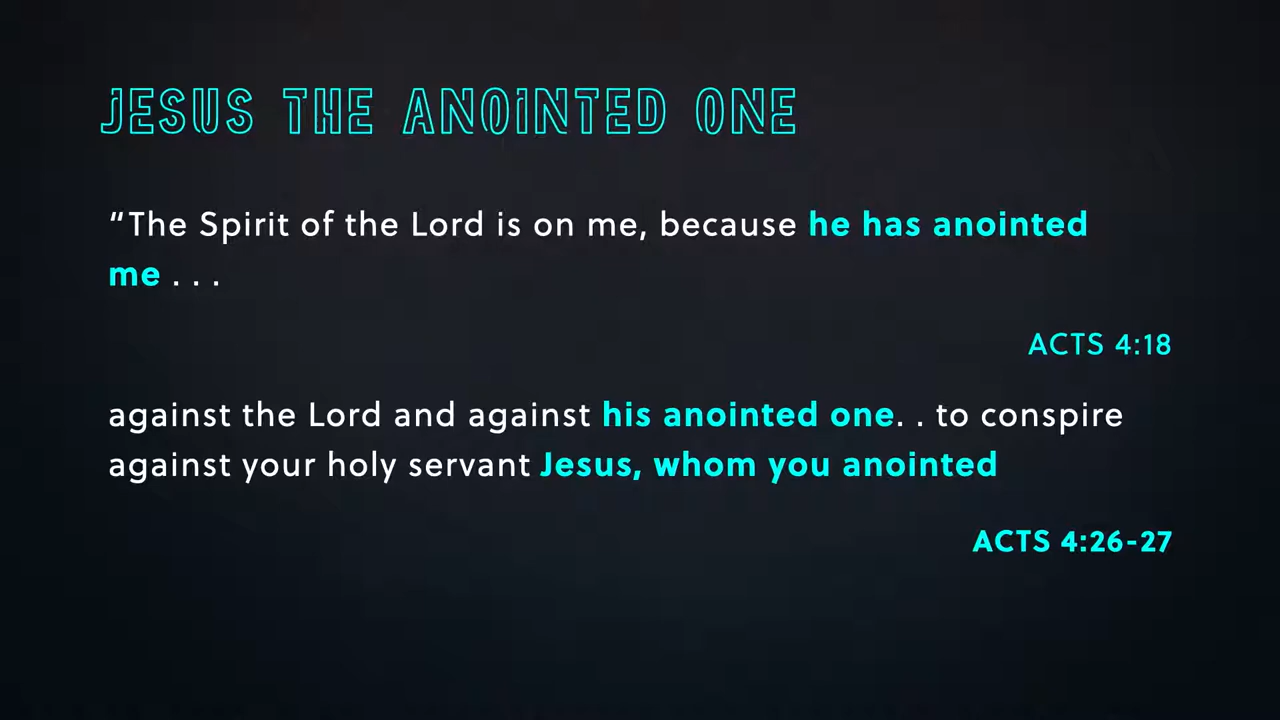 JESUS THE ANOINTED ONE
“The Spirit of the Lord is on me, because he has anointed
me . . .
ACTS 4:18
against the Lord and against his anointed one. . to conspire
against your holy servant Jesus, whom you anointed
ACTS 4:26-27